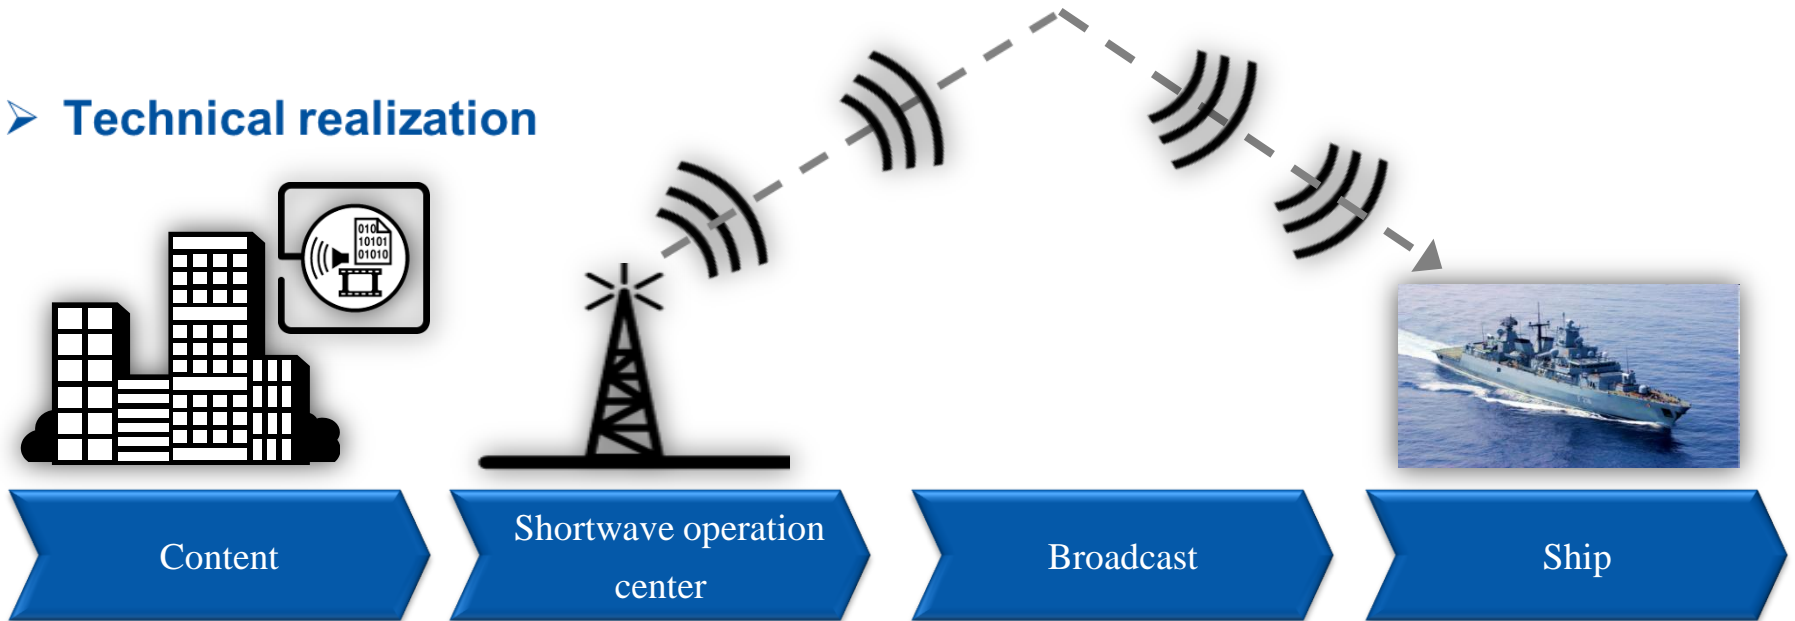 Technical realization
010
10101
01010
Content
Shortwave operation
center
Broadcast
Ship